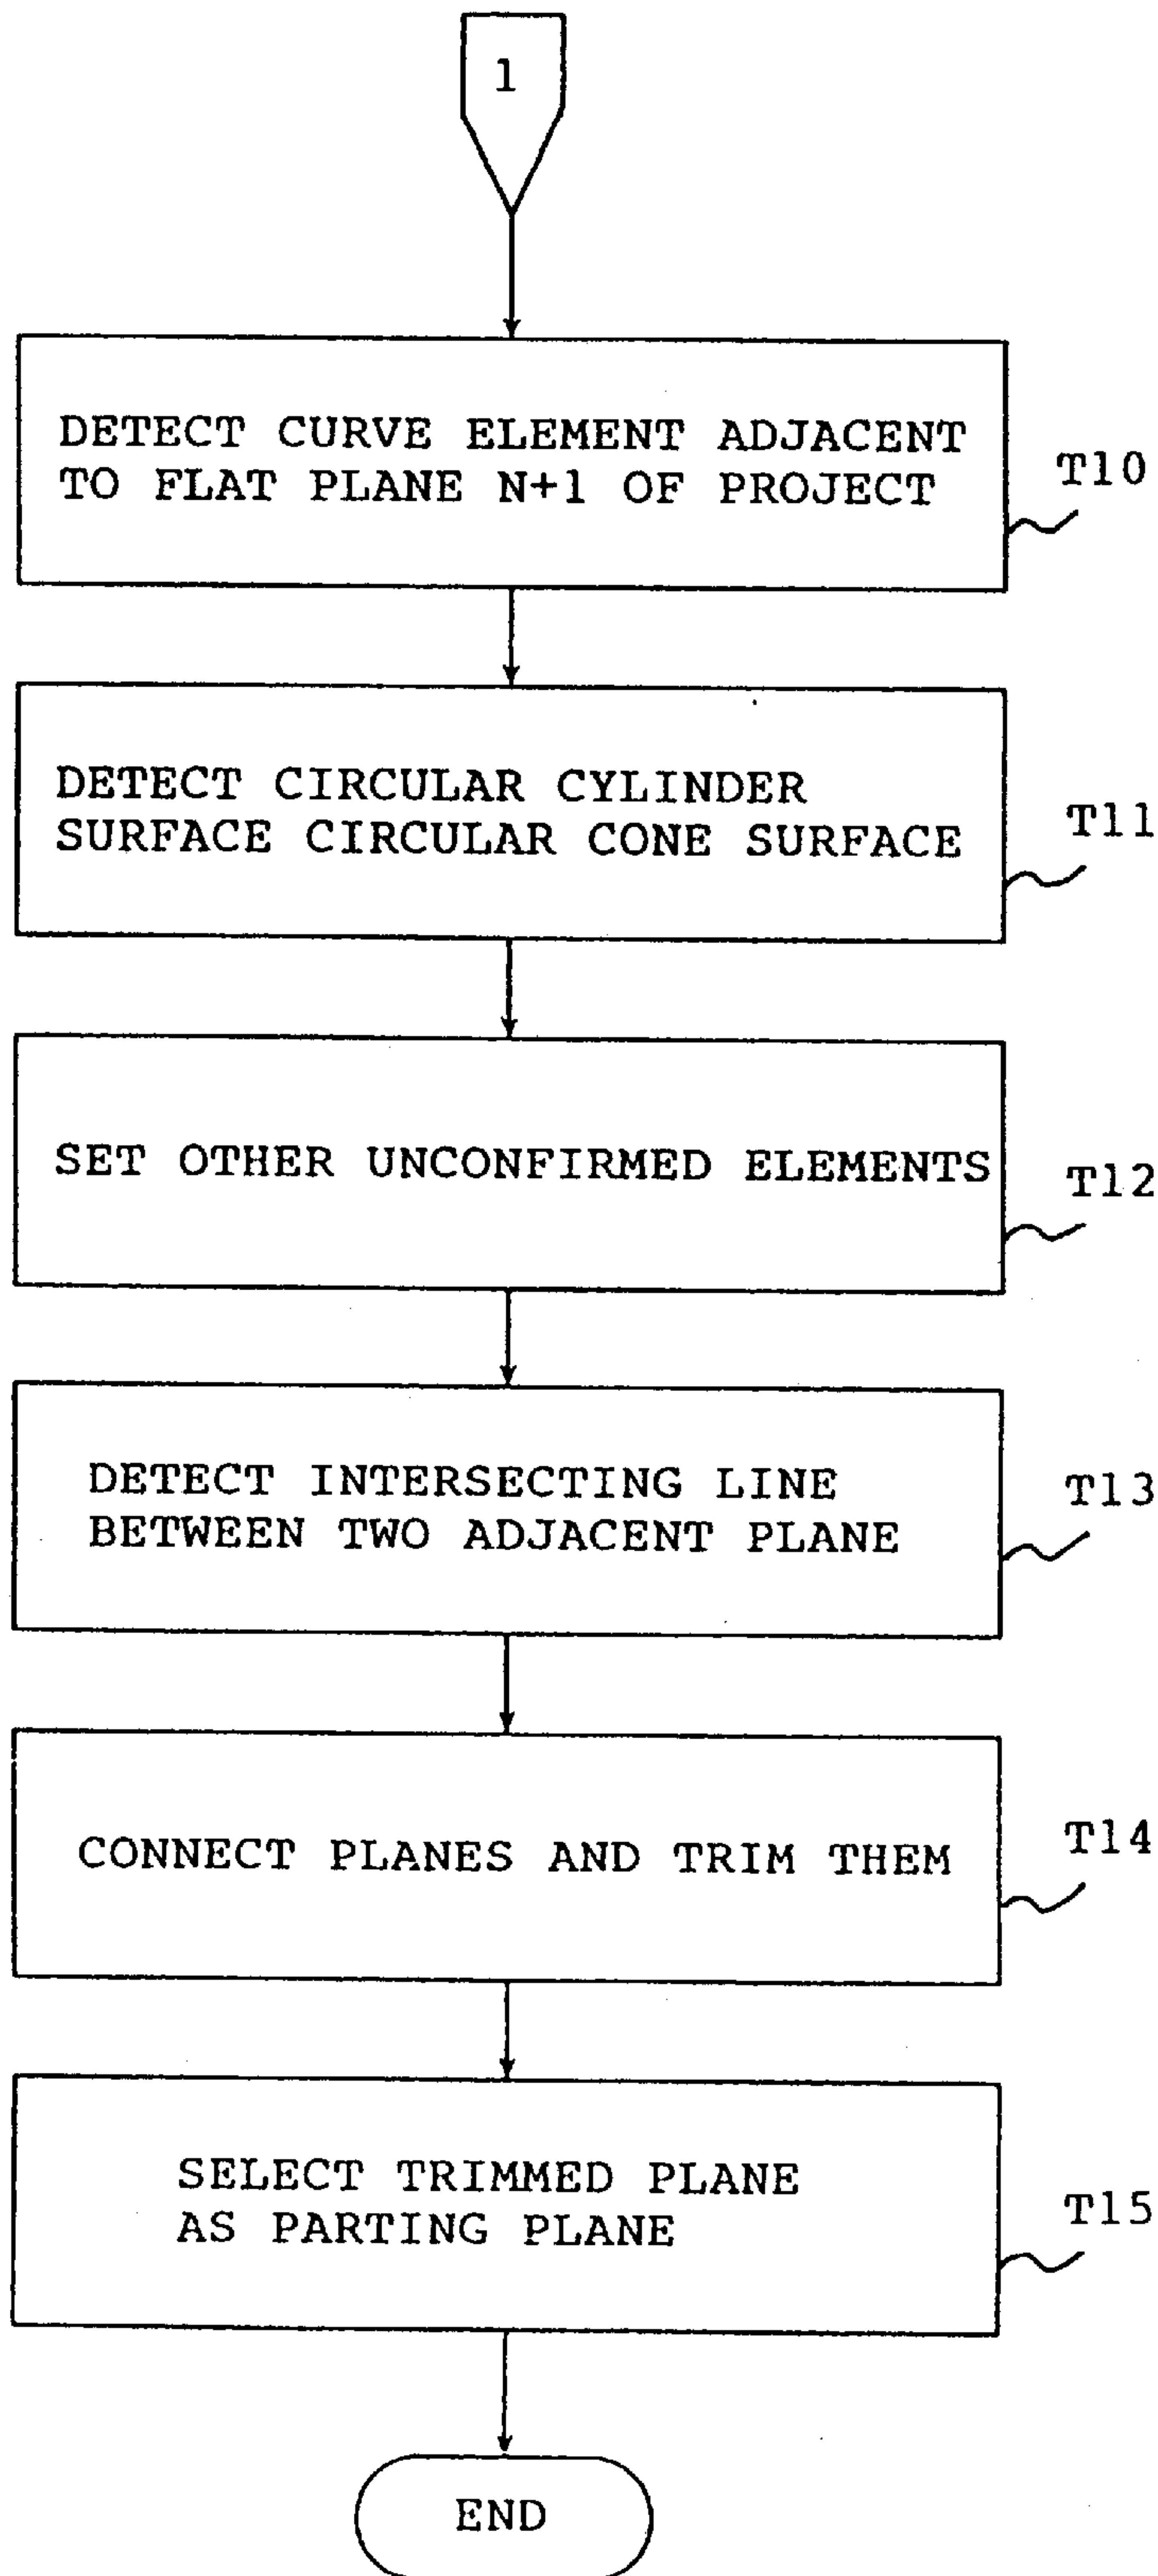 1
DETECT CURVE ELEMENT ADJACENT
TO FLAT PLANE N+1 OF PROJECT
T10
DETECT CIRCULAR CYLINDER
SURFACE CIRCULAR CONE SURFACE
T11
SET OTHER UNCONFIRMED ELEMENTS
T12
DETECT INTERSECTING LINE
BETWEEN TWO ADJACENT PLANE
T13
CONNECT PLANES AND TRIM THEM
T14
SELECT TRIMMED PLANE
AS PARTING PLANE
T15
END